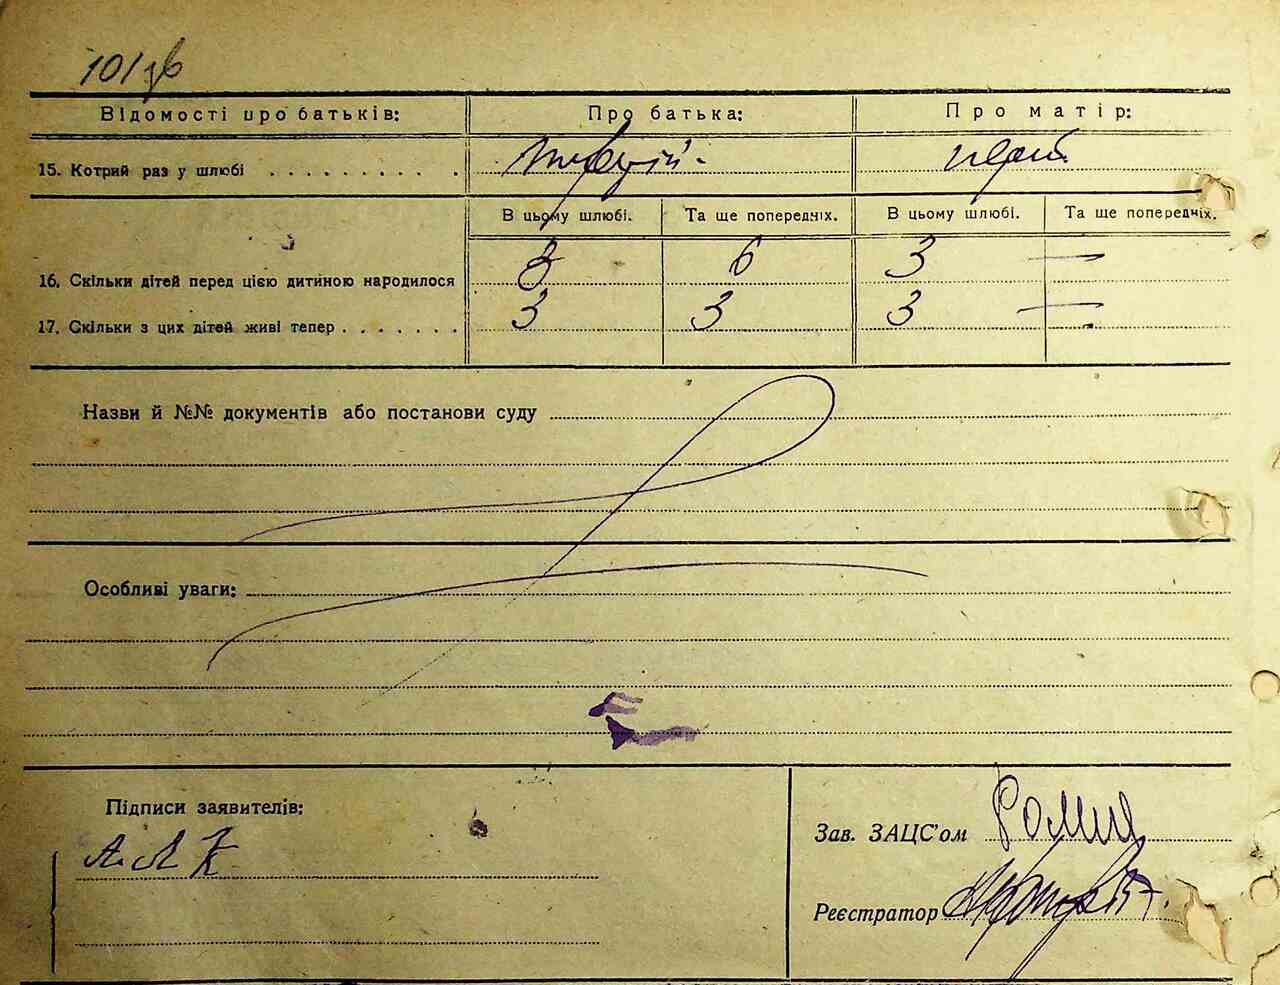 101 зв
Відомості про батьків: Про батька: Про матір:
15. Котрий раз у шлюбі . . . . . . . . . . третій - перш
В цьому шлюбі. Та ще попередніх. В цьому шлюбі. Та ще попередніх.
16. Скільки дітей перед цією дитиною народилося 3 6 3 —
17. Скільки з цих дітей живі тепер . . . . . . . 3 3 3 —
Назви й №№ документів або постанови суду
Особливі уваги:
Підписи заявителів:
Зав. ЗАЦС'ом
Реєстратор